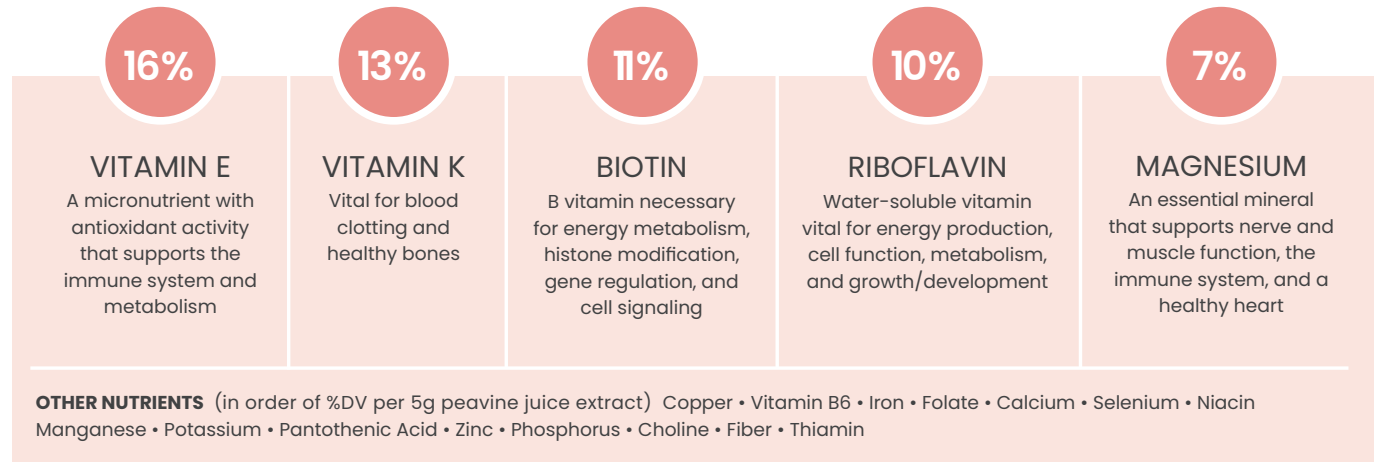 16%
13%
11%
10%
7%
VITAMIN E
A micronutrient with
antioxidant activity
that supports the
immune system and
metabolism
VITAMIN K
Vital for blood
clotting and
healthy bones
BIOTIN
B vitamin necessary
for energy metabolism,
histone modification,
gene regulation, and
cell signaling
RIBOFLAVIN
Water-soluble vitamin
vital for energy production,
cell function, metabolism,
and growth/development
MAGNESIUM
An essential mineral
that supports nerve and
muscle function, the
immune system, and a
healthy heart
OTHER NUTRIENTS (in order of %DV per 5g peavine juice extract) Copper • Vitamin B6 • Iron • Folate • Calcium • Selenium • Niacin
Manganese • Potassium • Pantothenic Acid • Zinc • Phosphorus • Choline • Fiber • Thiamin